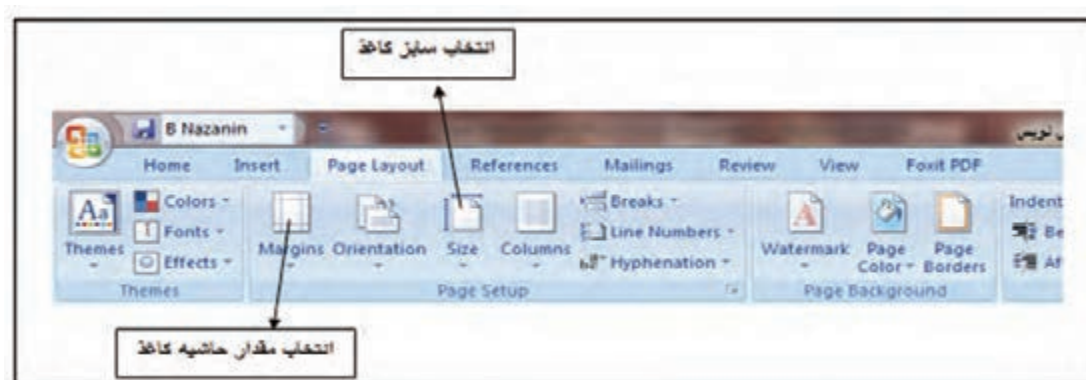 انتخاب سایز کاغذ
B Nazanin
Home Insert Page Layout References Mailings Review View Foxit PDF
Themes
Colors
Fonts
Effects
Themes
Margins Orientation Size Columns
Breaks
Line Numbers
Hyphenation
Page Setup
Watermark Page Color Page Borders
Page Background
Indent
انتخاب مقدار حاشیه کاغذ